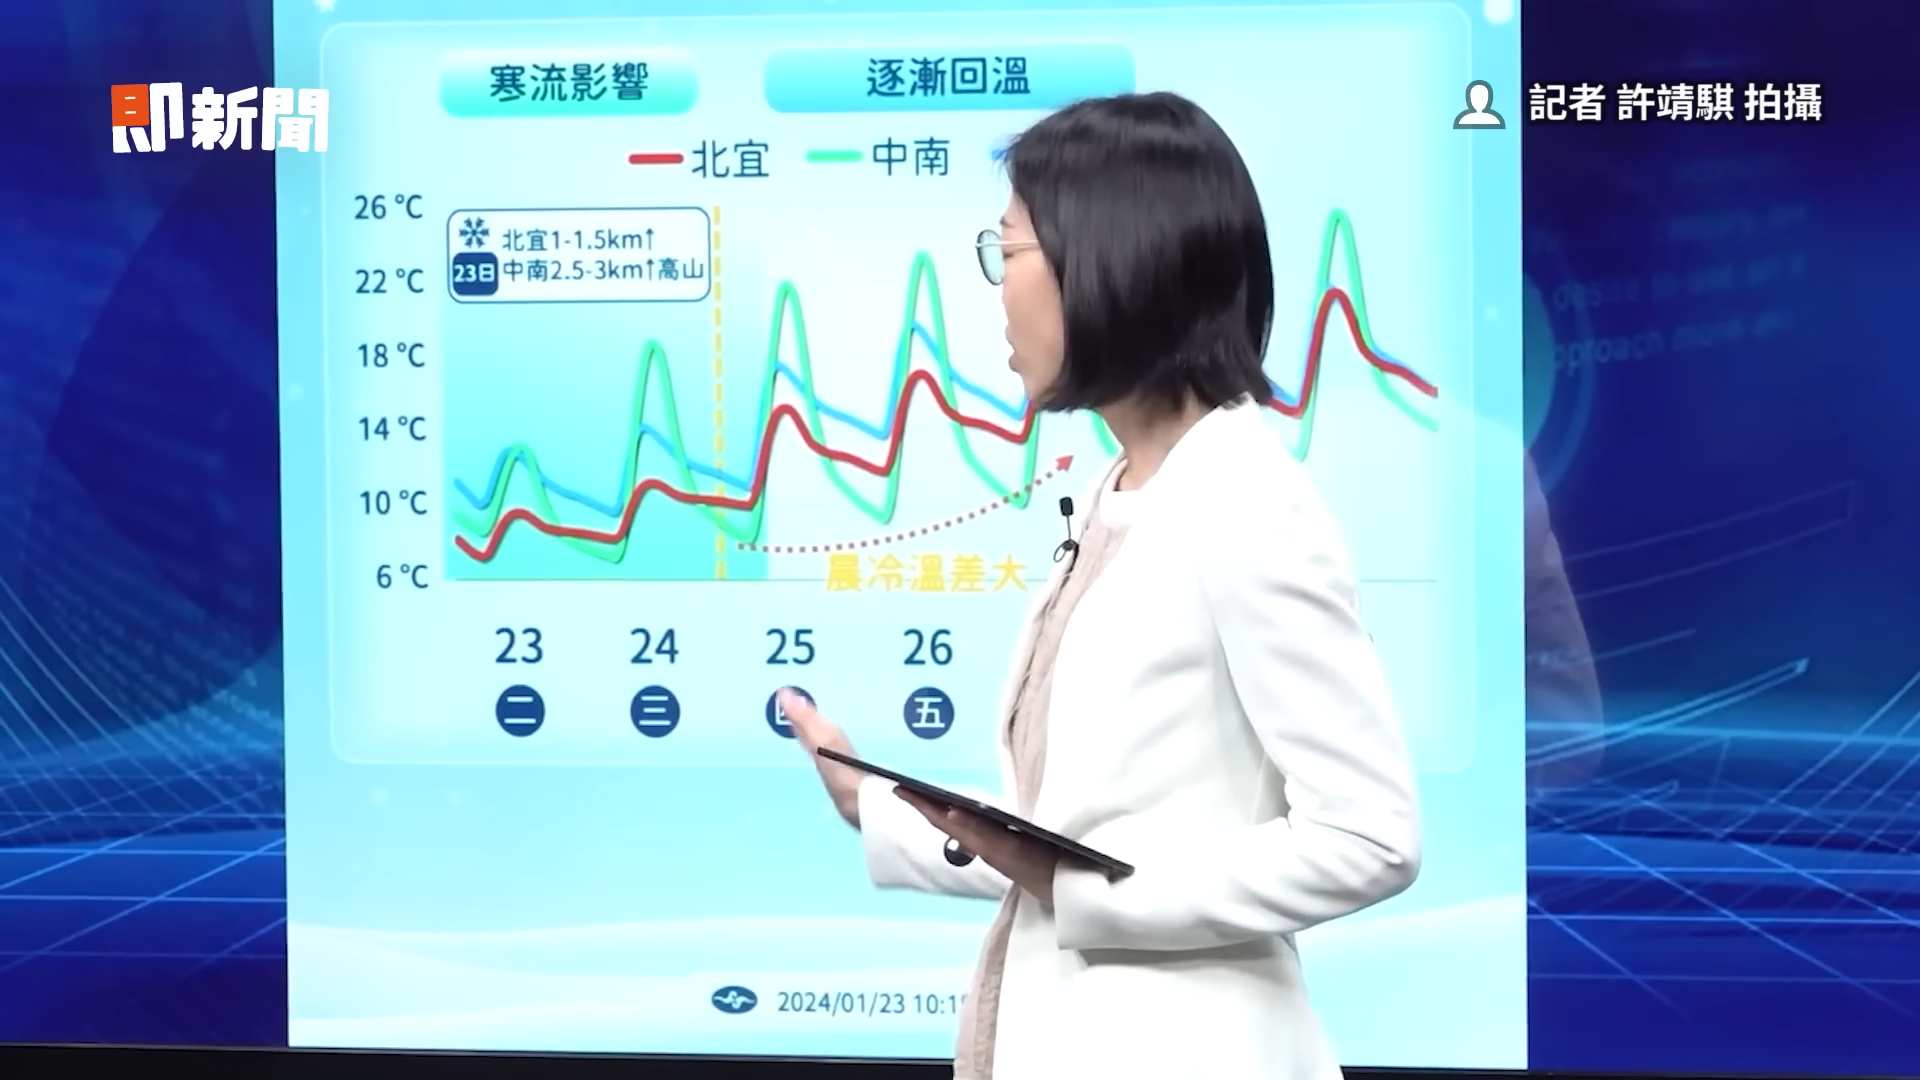 即新聞
記者 許靖騏 拍攝
寒流影響
逐漸回溫
北宜
中南
26 °C
22 °C
18 °C
14 °C
10 °C
6 °C
北宜1-1.5km↑
23日 中南2.5-3km↑高山
晨冷溫差大
23
24
25
26
二
三
五
2024/01/23 10:1